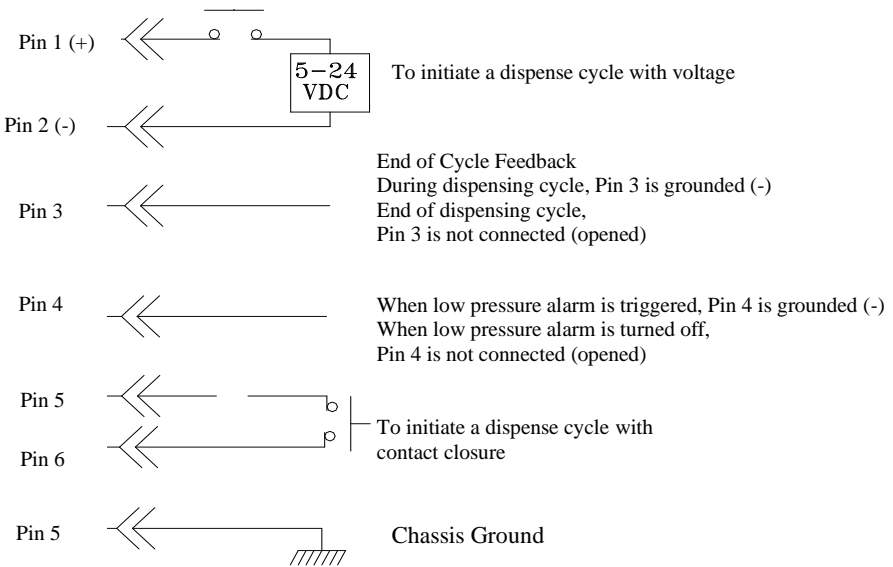 Pin 1 (+)
5-24
VDC
To initiate a dispense cycle with voltage
Pin 2 (-)
End of Cycle Feedback
During dispensing cycle, Pin 3 is grounded (-)
Pin 3
End of dispensing cycle,
Pin 3 is not connected (opened)
Pin 4
When low pressure alarm is triggered, Pin 4 is grounded (-)
When low pressure alarm is turned off,
Pin 4 is not connected (opened)
Pin 5
To initiate a dispense cycle with
contact closure
Pin 6
Pin 5
Chassis Ground